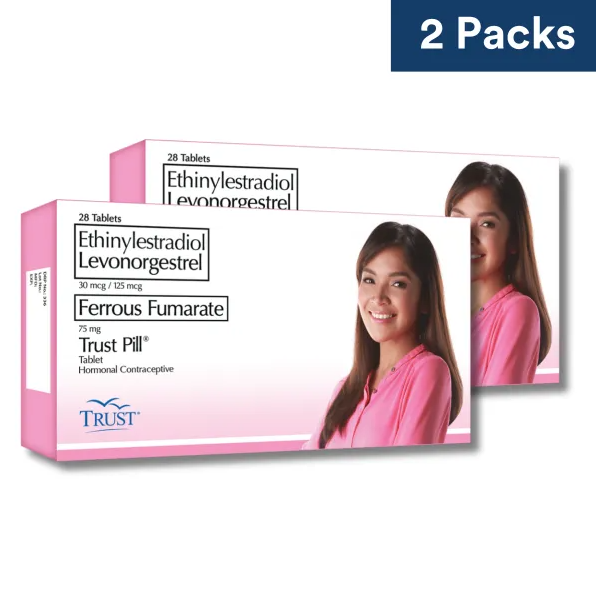 2 Packs
28 Tablets
Ethinylestradiol
Levonorgestrel
28 Tablets
Ethinylestradiol
Levonorgestrel
30 mcg / 125 mcg
Ferrous Fumarate
75 mg
Trust Pill®
Tablet
Hormonal Contraceptive
TRUST®